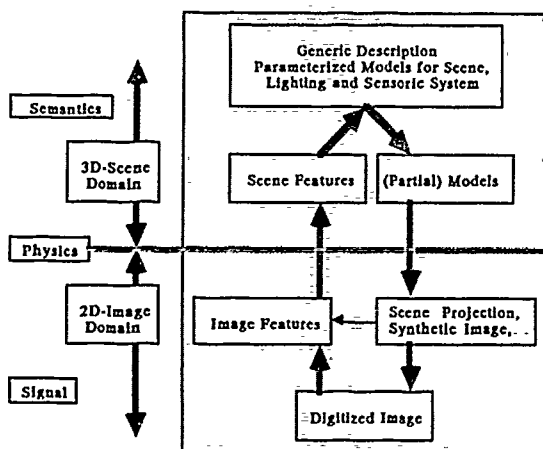 Generic Description
Parameterized Models for Scene,
Lighting and Sensoric System
Semantics
3D-Scene
Domain
Scene Features
(Partial) Models
Physics
2D-Image
Domain
Image Features
Scene Projection,
Synthetic Image,..
Signal
Digitized Image